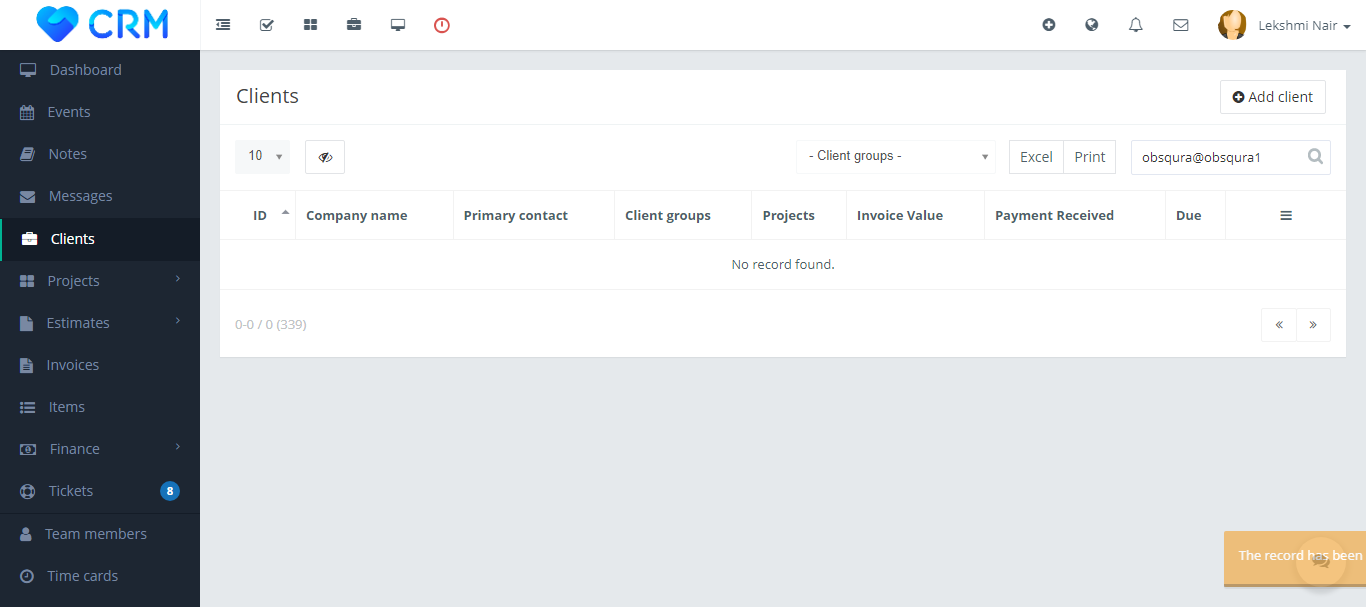 CRM
Lekshmi Nair
Dashboard
Events
Notes
Messages
Clients
Projects
Estimates
Invoices
Items
Finance
Tickets 8
Team members
Time cards
Clients
Add client
10
- Client groups -
Excel Print
obsqura@obsqura1
ID Company name Primary contact Client groups Projects Invoice Value Payment Received Due
No record found.
0-0 / 0 (339)
« »
The record has been